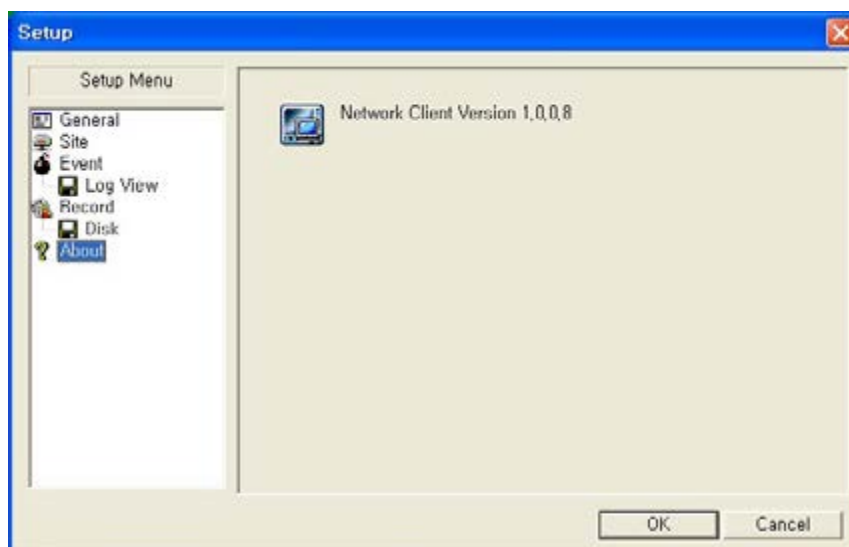 Setup
Setup Menu
General
Site
Event
Log View
Record
Disk
About
Network Client Version 1,0,0,8
OK
Cancel